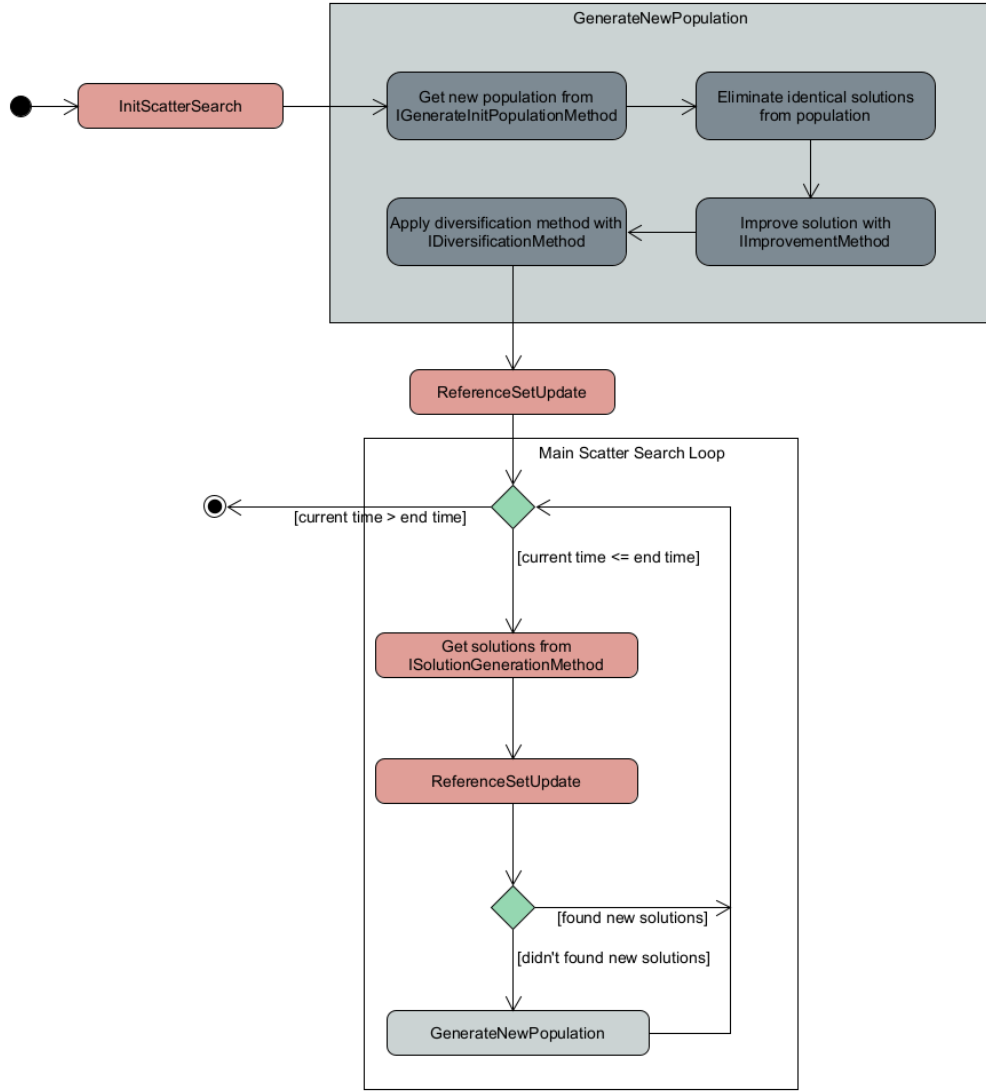 GenerateNewPopulation
InitScatterSearch
Get new population from
IGenerateInitPopulationMethod
Eliminate identical solutions
from population
Apply diversification method with
IDiversificationMethod
Improve solution with
IImprovementMethod
ReferenceSetUpdate
Main Scatter Search Loop
[current time > end time]
[current time <= end time]
Get solutions from
ISolutionGenerationMethod
ReferenceSetUpdate
[found new solutions]
[didn't found new solutions]
GenerateNewPopulation